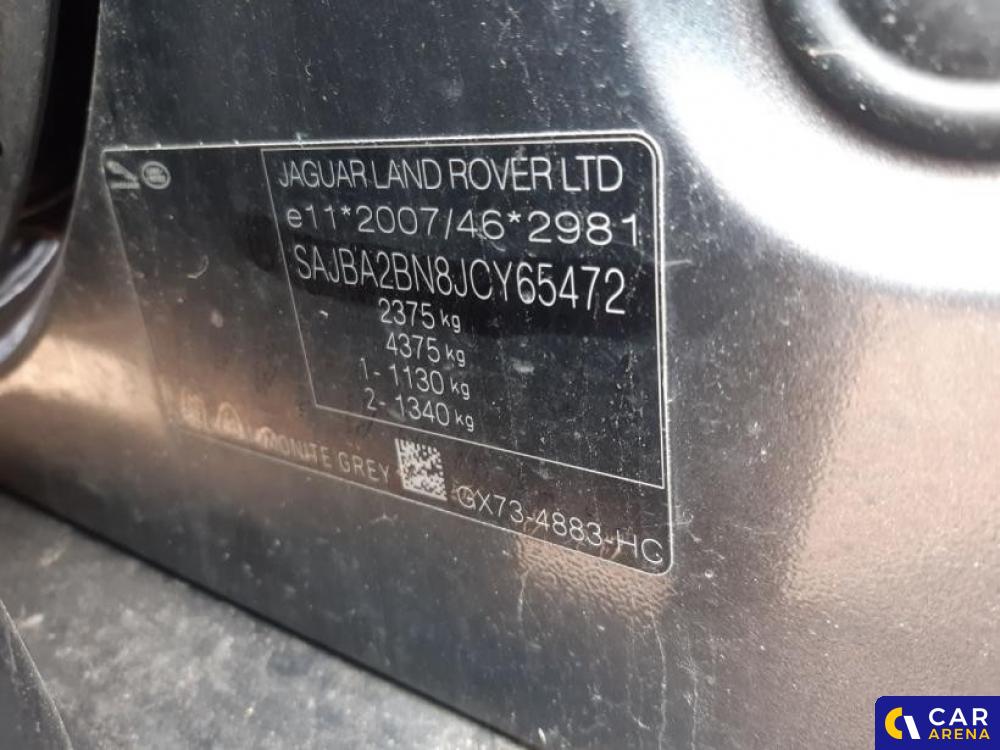 JAGUAR LAND ROVER LTD
e11*2007/46*2981
SAJBA2BN8JCY65472
2375 kg
4375 kg
1- 1130 kg
2- 1340 kg
GREY
GX73-4883-HC
CAR
ARENA